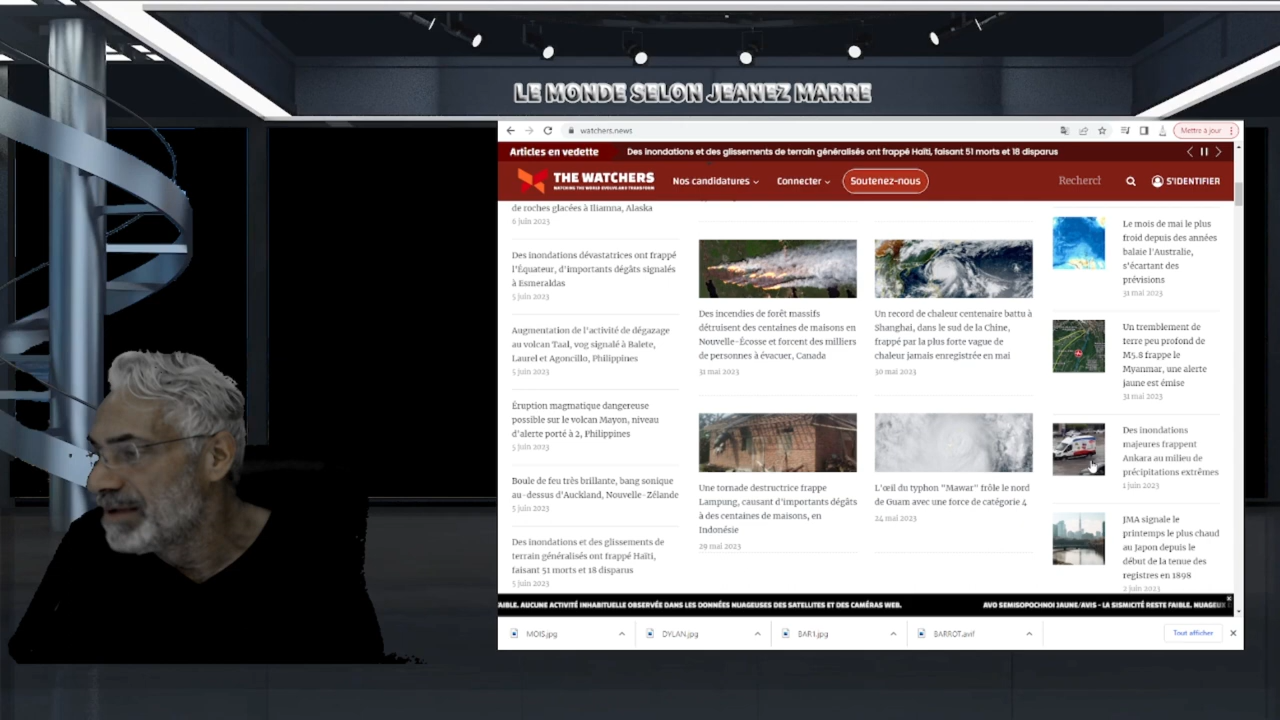 LE MONDE SELON JEANEZ MARRE
watchers.news
Mettre à jour
Articles en vedette
Des inondations et des glissements de terrain généralisés ont frappé Haïti, faisant 51 morts et 18 disparus
THE WATCHERS
WATCHING THE WORLD EVOLVE AND TRANSFORM
Nos candidatures
Connecter
Soutenez-nous
Recherch
S'IDENTIFIER
de roches glacées à Iliamna, Alaska
6 juin 2023
Des inondations dévastatrices ont frappé
l'Équateur, d'importants dégâts signalés
à Esmeraldas
5 juin 2023
Augmentation de l'activité de dégazage
au volcan Taal, vog signalé à Balete,
Laurel et Agoncillo, Philippines
5 juin 2023
Éruption magmatique dangereuse
possible sur le volcan Mayon, niveau
d'alerte porté à 2, Philippines
5 juin 2023
Boule de feu très brillante, bang sonique
au-dessus d'Auckland, Nouvelle-Zélande
5 juin 2023
Des inondations et des glissements de
terrain généralisés ont frappé Haïti,
faisant 51 morts et 18 disparus
5 juin 2023
Des incendies de forêt massifs
détruisent des centaines de maisons en
Nouvelle-Écosse et forcent des milliers
de personnes à évacuer, Canada
31 mai 2023
Une tornade destructrice frappe
Lampung, causant d'importants dégâts
à des centaines de maisons, en
Indonésie
29 mai 2023
Un record de chaleur centenaire battu à
Shanghai, dans le sud de la Chine,
frappé par la plus forte vague de
chaleur jamais enregistrée en mai
30 mai 2023
L'œil du typhon "Mawar" frôle le nord
de Guam avec une force de catégorie 4
24 mai 2023
Le mois de mai le plus
froid depuis des années
balaie l'Australie,
s'écartant des
prévisions
31 mai 2023
Un tremblement de
terre peu profond de
M5.8 frappe le
Myanmar, une alerte
jaune est émise
31 mai 2023
Des inondations
majeures frappent
Ankara au milieu de
précipitations extrêmes
1 juin 2023
JMA signale le
printemps le plus chaud
au Japon depuis le
début de la tenue des
registres en 1898
2 juin 2023
AIBLE. AUCUNE ACTIVITÉ INHABITUELLE OBSERVÉE DANS LES DONNÉES NUAGEUSES DES SATELLITES ET DES CAMÉRAS WEB.
AVO SEMISOPOCHNOI JAUNE/AVIS - LA SISMICITÉ RESTE FAIBLE. NUAGEUX
MOIS.jpg
DYLAN.jpg
BAR1.jpg
BARROT.avif
Tout afficher